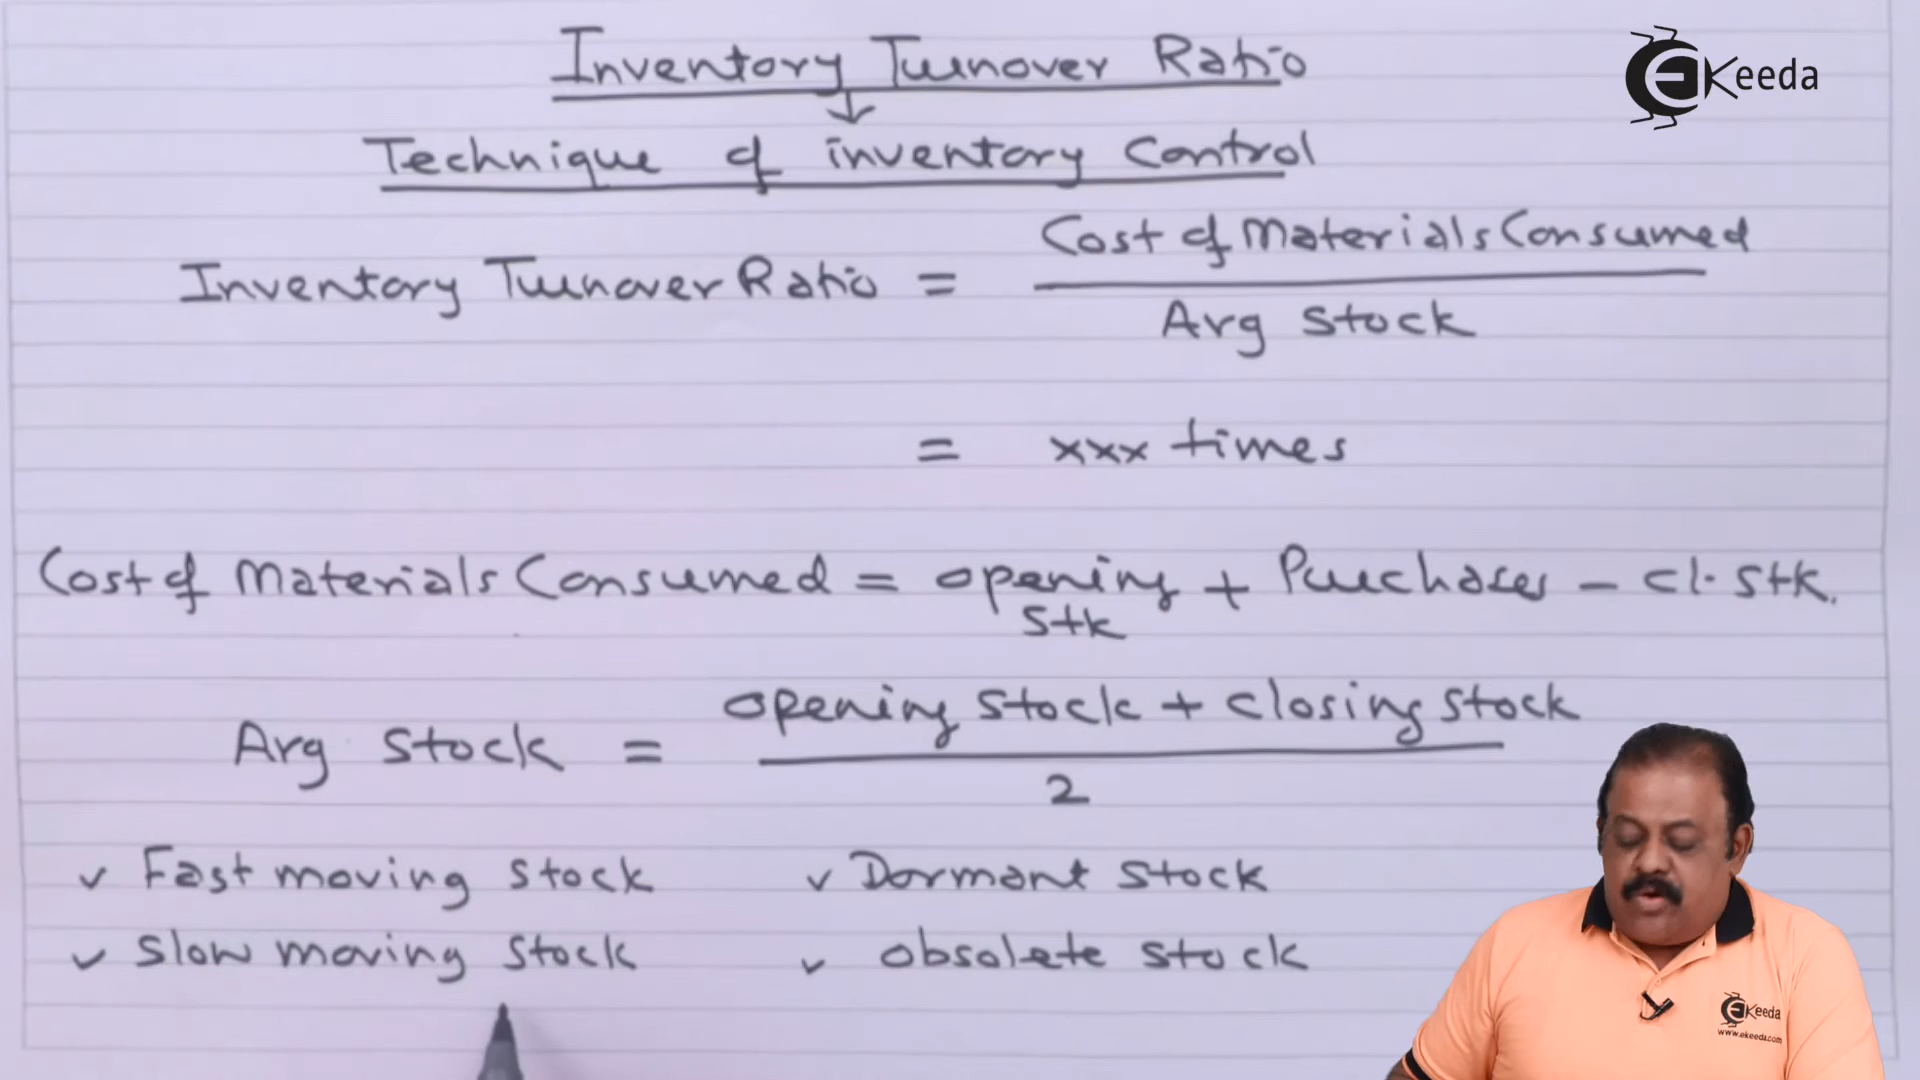 Inventory Turnover Ratio
EKeeda
Technique of inventory Control
Inventory Turnover Ratio = Cost of Materials Consumed
Avg Stock
= xxx times
Cost of Materials Consumed = Opening + Purchases - Cl. Stk.
Stk
Avg Stock = Opening Stock + Closing Stock
2
✓ Fast moving Stock ✓ Dormant Stock
✓ Slow moving Stock ✓ Obsolete Stock
EKeeda
www.ekeeda.com